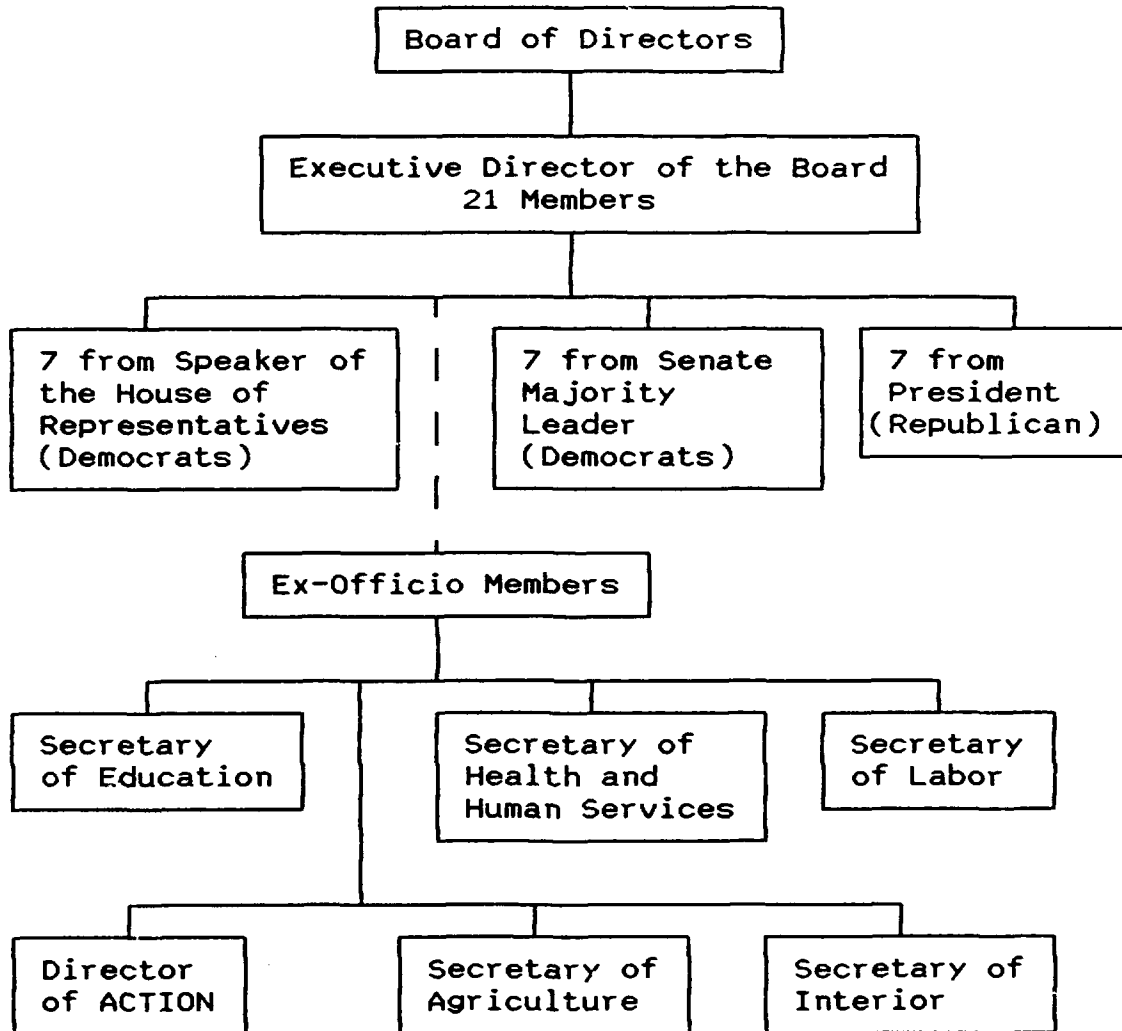 Board of Directors
Executive Director of the Board
21 Members
7 from Speaker of
the House of
Representatives
(Democrats)
7 from Senate
Majority
Leader
(Democrats)
7 from
President
(Republican)
Ex-Officio Members
Secretary
of Education
Secretary of
Health and
Human Services
Secretary
of Labor
Director
of ACTION
Secretary of
Agriculture
Secretary of
Interior